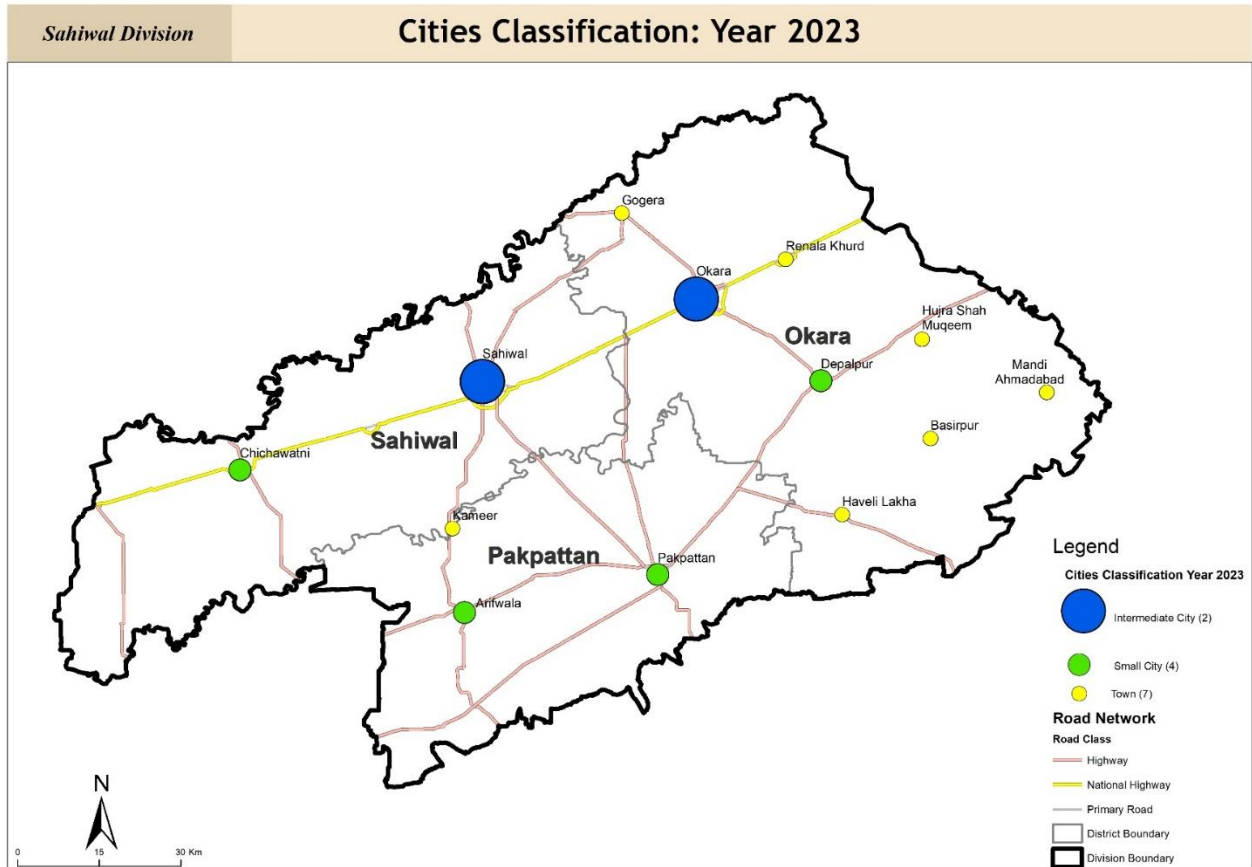 Sahiwal Division
Cities Classification: Year 2023
Gogera
Renala Khurd
Okara
Hujra Shah
Muqeem
Okara
Sahiwal
Depalpur
Mandi
Ahmadabad
Basirpur
Sahiwal
Chichawatni
Haveli Lakha
Kameer
Pakpattan
Pakpattan
Arifwala
Legend
Cities Classification Year 2023
Intermediate City (2)
Small City (4)
Town (7)
Road Network
Road Class
Highway
National Highway
Primary Road
District Boundary
Division Boundary
N
0 15 30 Km